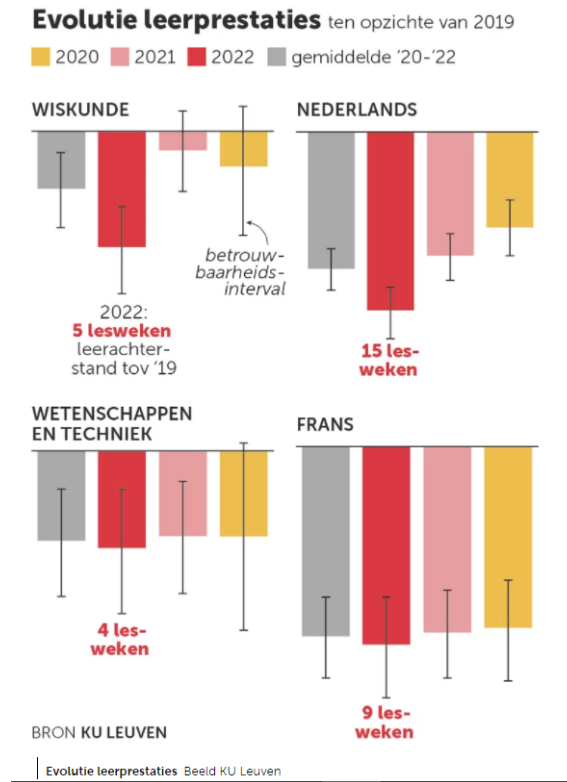 Evolutie leerprestaties ten opzichte van 2019
2020 2021 2022 gemiddelde ’20-’22
WISKUNDE
betrouw-
baarheids-
interval
2022:
5 lesweken
leerachter-
stand tov ’19
NEDERLANDS
15 les-
weken
WETENSCHAPPEN
EN TECHNIEK
4 les-
weken
FRANS
9 les-
weken
BRON KU LEUVEN
Evolutie leerprestaties Beeld KU Leuven